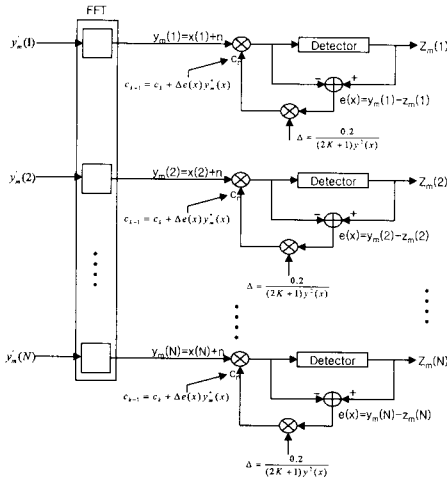 FFT
y'ₘ(1)
yₘ(1)=x(1)+n
Cₙ
Detector
Zₘ(1)
− +
cₖ₊₁ = cₖ + Δe(x)y*ₘ(x)
e(x)=yₘ(1)−zₘ(1)
Δ = 0.2 / (2K+1)y²(x)
y'ₘ(2)
yₘ(2)=x(2)+n
Cₙ
Detector
Zₘ(2)
− +
cₖ₋₁ = cₖ + Δe(x)y*ₘ(x)
e(x)=yₘ(2)−zₘ(2)
Δ = 0.2 / (2K+1)y²(x)
y'ₘ(N)
yₘ(N)=x(N)+n
Cₙ
Detector
Zₘ(N)
− +
cₖ₋₁ = cₖ + Δe(x)y*ₘ(x)
e(x)=yₘ(N)−zₘ(N)
Δ = 0.2 / (2K+1)y²(x)